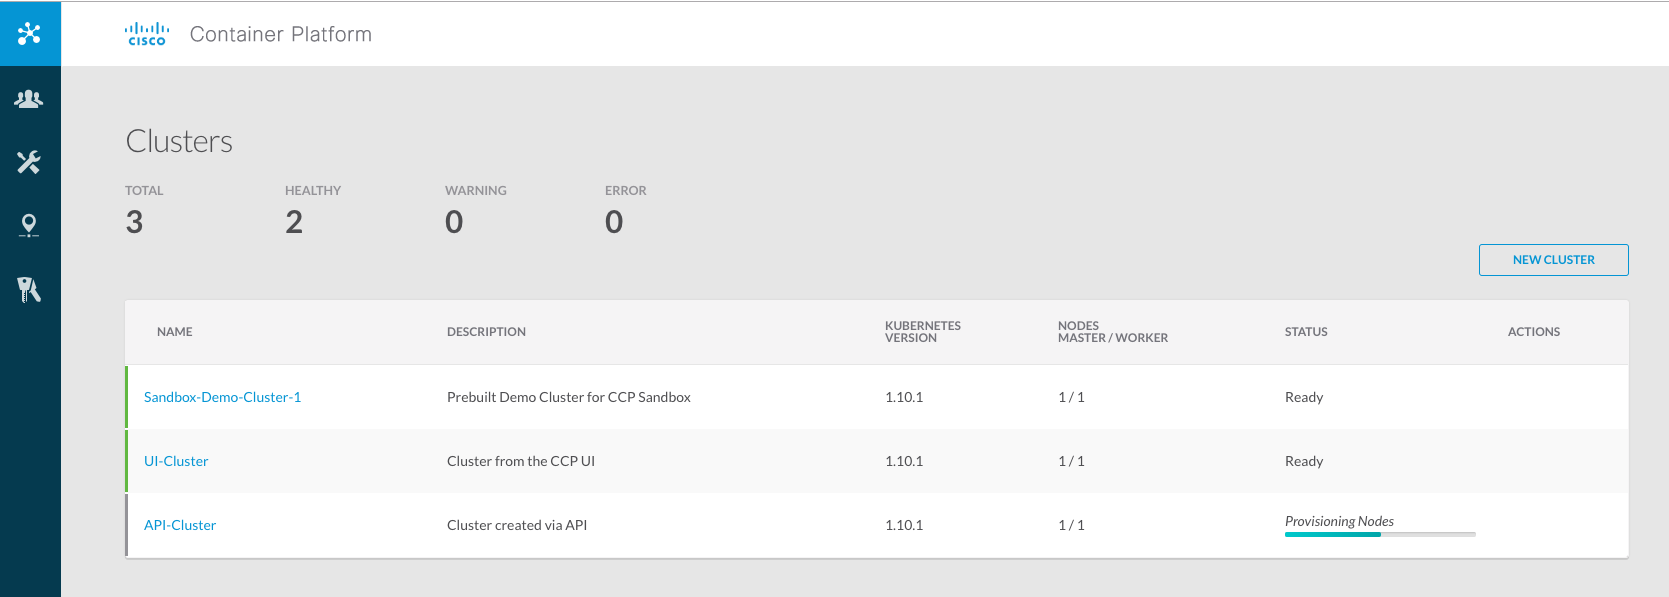 CISCO Container Platform
Clusters
TOTAL HEALTHY WARNING ERROR
3 2 0 0
NEW CLUSTER
NAME DESCRIPTION KUBERNETES VERSION NODES MASTER / WORKER STATUS ACTIONS
Sandbox-Demo-Cluster-1 Prebuilt Demo Cluster for CCP Sandbox 1.10.1 1 / 1 Ready
UI-Cluster Cluster from the CCP UI 1.10.1 1 / 1 Ready
API-Cluster Cluster created via API 1.10.1 1 / 1 Provisioning Nodes